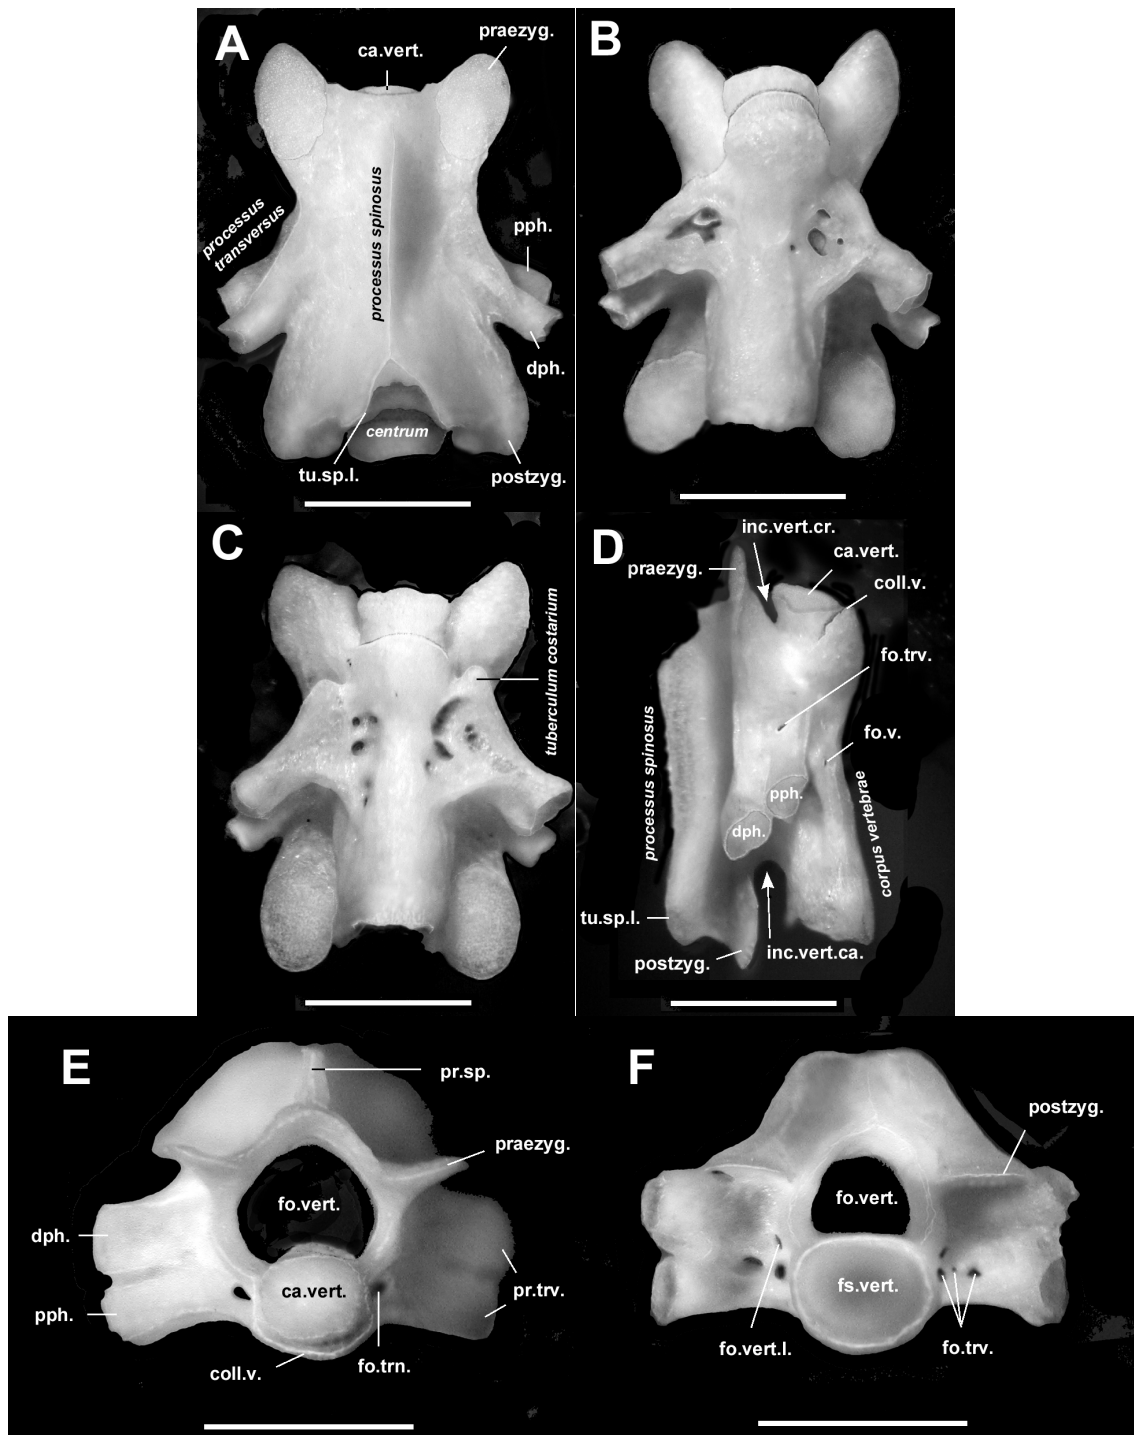 A
ca.vert.
praezyg.
processus
transversus
processus spinosus
pph.
dph.
centrum
tu.sp.l.
postzyg.
B
C
tuberculum costarium
D
inc.vert.cr.
praezyg.
ca.vert.
coll.v.
fo.trv.
fo.v.
processus spinosus
pph.
dph.
corpus vertebrae
tu.sp.l.
postzyg.
inc.vert.ca.
E
pr.sp.
praezyg.
fo.vert.
dph.
ca.vert.
pr.trv.
pph.
coll.v.
fo.trn.
F
postzyg.
fo.vert.
fs.vert.
fo.vert.l.
fo.trv.